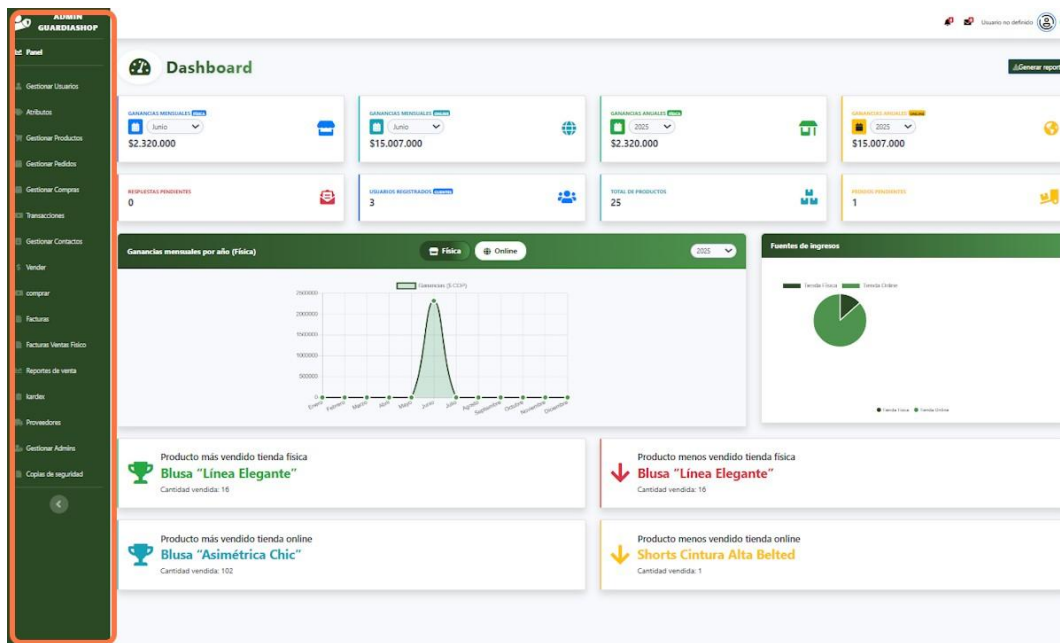 ADMIN
GUARDIASHOP
Panel
Gestionar Usuarios
Atributos
Gestionar Productos
Gestionar Pedidos
Gestionar Compras
Transacciones
Gestionar Contactos
Vender
comprar
Facturas
Facturas Ventas Fisico
Reportes de venta
kardex
Proveedores
Gestionar Admins
Copias de seguridad
Usuario no definido
Dashboard
Generar report
GANANCIAS MENSUALES FÍSICA
Junio
$2.320.000
GANANCIAS MENSUALES ONLINE
Junio
$15.007.000
GANANCIAS ANUALES FÍSICA
2025
$2.320.000
GANANCIAS ANUALES ONLINE
2025
$15.007.000
RESPUESTAS PENDIENTES
0
USUARIOS REGISTRADOS
3
TOTAL DE PRODUCTOS
25
PEDIDOS PENDIENTES
1
Ganancias mensuales por año (Física)
Física
Online
2025
Ganancias ($ COP)
2500000
2000000
1500000
1000000
500000
0
Enero Febrero Marzo Abril Mayo Junio Julio Agosto Septiembre Octubre Noviembre Diciembre
Fuentes de ingresos
Tienda Física Tienda Online
Tienda Física Tienda Online
Producto más vendido tienda física
Blusa “Línea Elegante”
Cantidad vendida: 16
Producto menos vendido tienda física
Blusa “Línea Elegante”
Cantidad vendida: 16
Producto más vendido tienda online
Blusa “Asimétrica Chic”
Cantidad vendida: 102
Producto menos vendido tienda online
Shorts Cintura Alta Belted
Cantidad vendida: 1